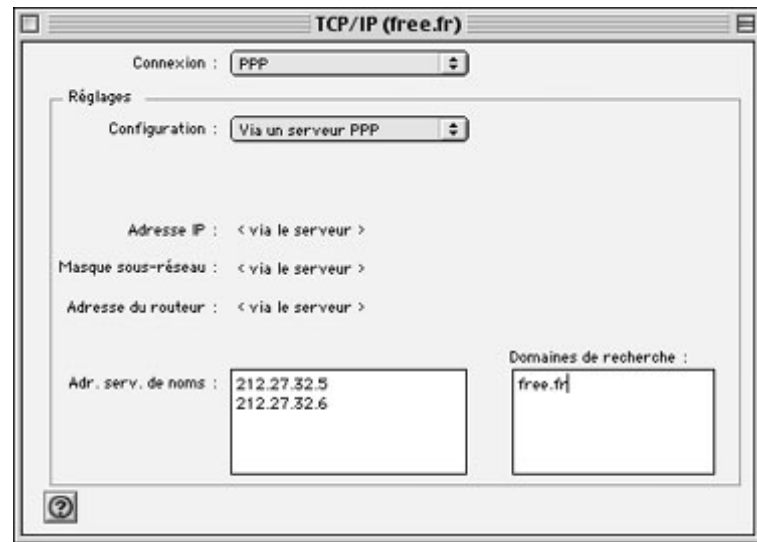 TCP/IP (free.fr)
Connexion : PPP
Réglages
Configuration : Via un serveur PPP
Adresse IP : < via le serveur >
Masque sous-réseau : < via le serveur >
Adresse du routeur : < via le serveur >
Domaines de recherche :
Adr. serv. de noms : 212.27.32.5 free.fr
212.27.32.6
?